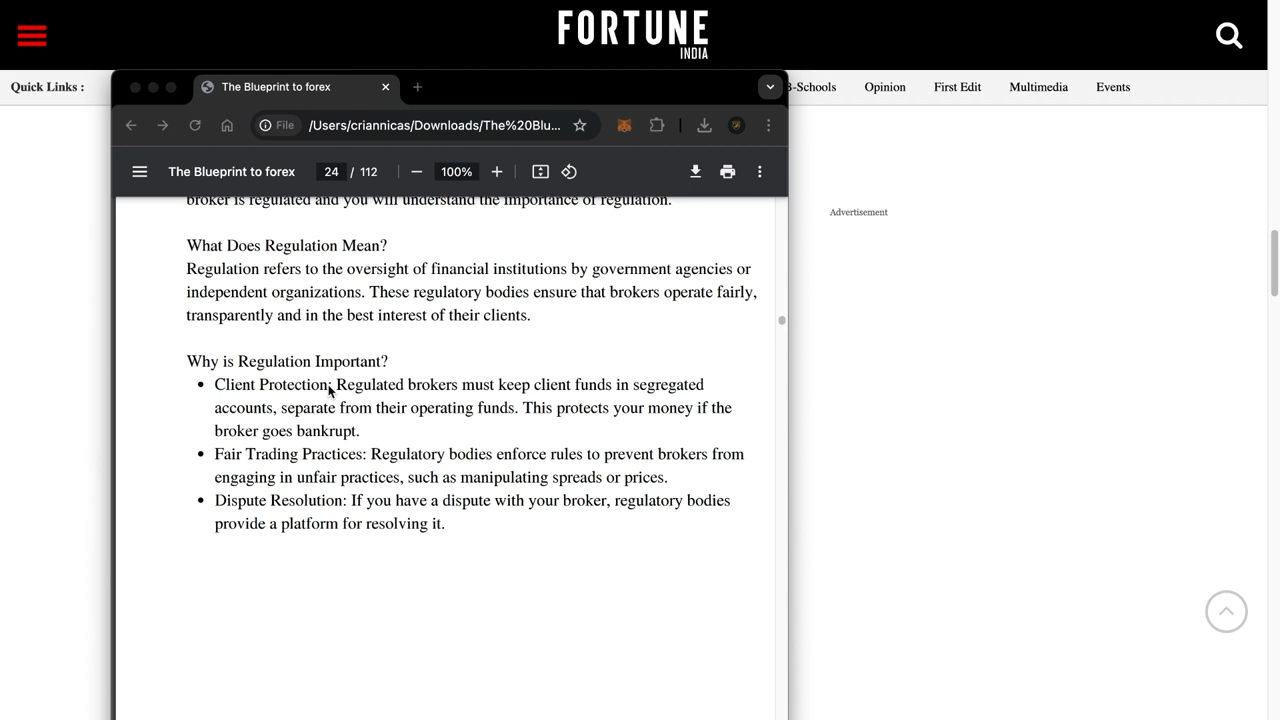 FORTUNE
INDIA
Quick Links :
B-Schools
Opinion
First Edit
Multimedia
Events
The Blueprint to forex
File
/Users/criannicas/Downloads/The%20Blu...
The Blueprint to forex
24 / 112
100%
broker is regulated and you will understand the importance of regulation.
What Does Regulation Mean?
Regulation refers to the oversight of financial institutions by government agencies or
independent organizations. These regulatory bodies ensure that brokers operate fairly,
transparently and in the best interest of their clients.
Why is Regulation Important?
• Client Protection: Regulated brokers must keep client funds in segregated
accounts, separate from their operating funds. This protects your money if the
broker goes bankrupt.
• Fair Trading Practices: Regulatory bodies enforce rules to prevent brokers from
engaging in unfair practices, such as manipulating spreads or prices.
• Dispute Resolution: If you have a dispute with your broker, regulatory bodies
provide a platform for resolving it.
Advertisement